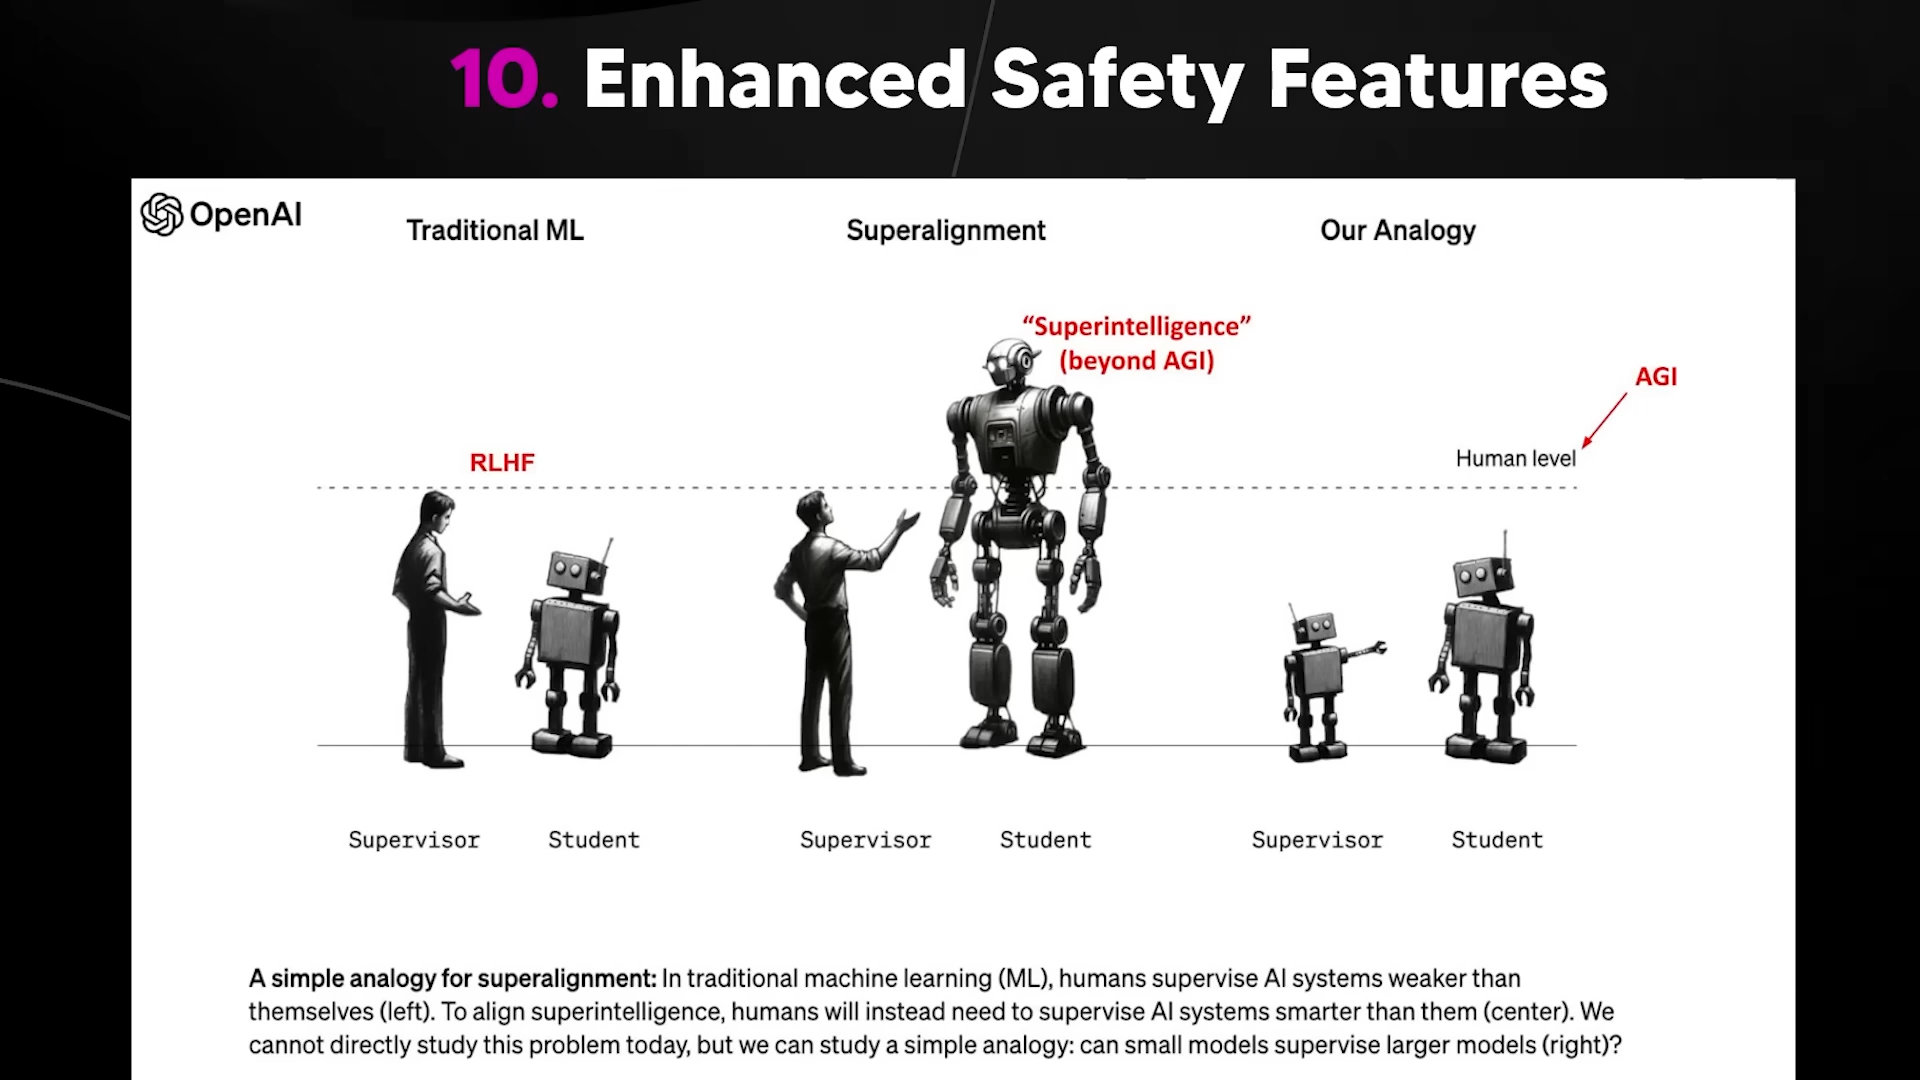 10. Enhanced Safety Features
OpenAI
Traditional ML
Superalignment
Our Analogy
“Superintelligence”
(beyond AGI)
AGI
RLHF
Human level
Supervisor
Student
Supervisor
Student
Supervisor
Student
A simple analogy for superalignment: In traditional machine learning (ML), humans supervise AI systems weaker than
themselves (left). To align superintelligence, humans will instead need to supervise AI systems smarter than them (center). We
cannot directly study this problem today, but we can study a simple analogy: can small models supervise larger models (right)?